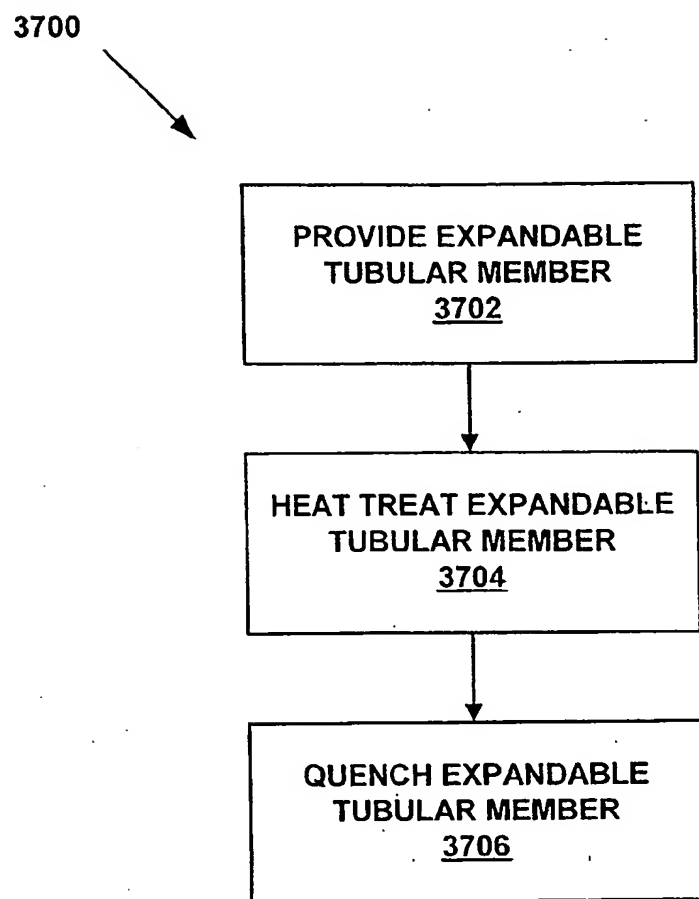 3700
PROVIDE EXPANDABLE
TUBULAR MEMBER
3702
HEAT TREAT EXPANDABLE
TUBULAR MEMBER
3704
QUENCH EXPANDABLE
TUBULAR MEMBER
3706